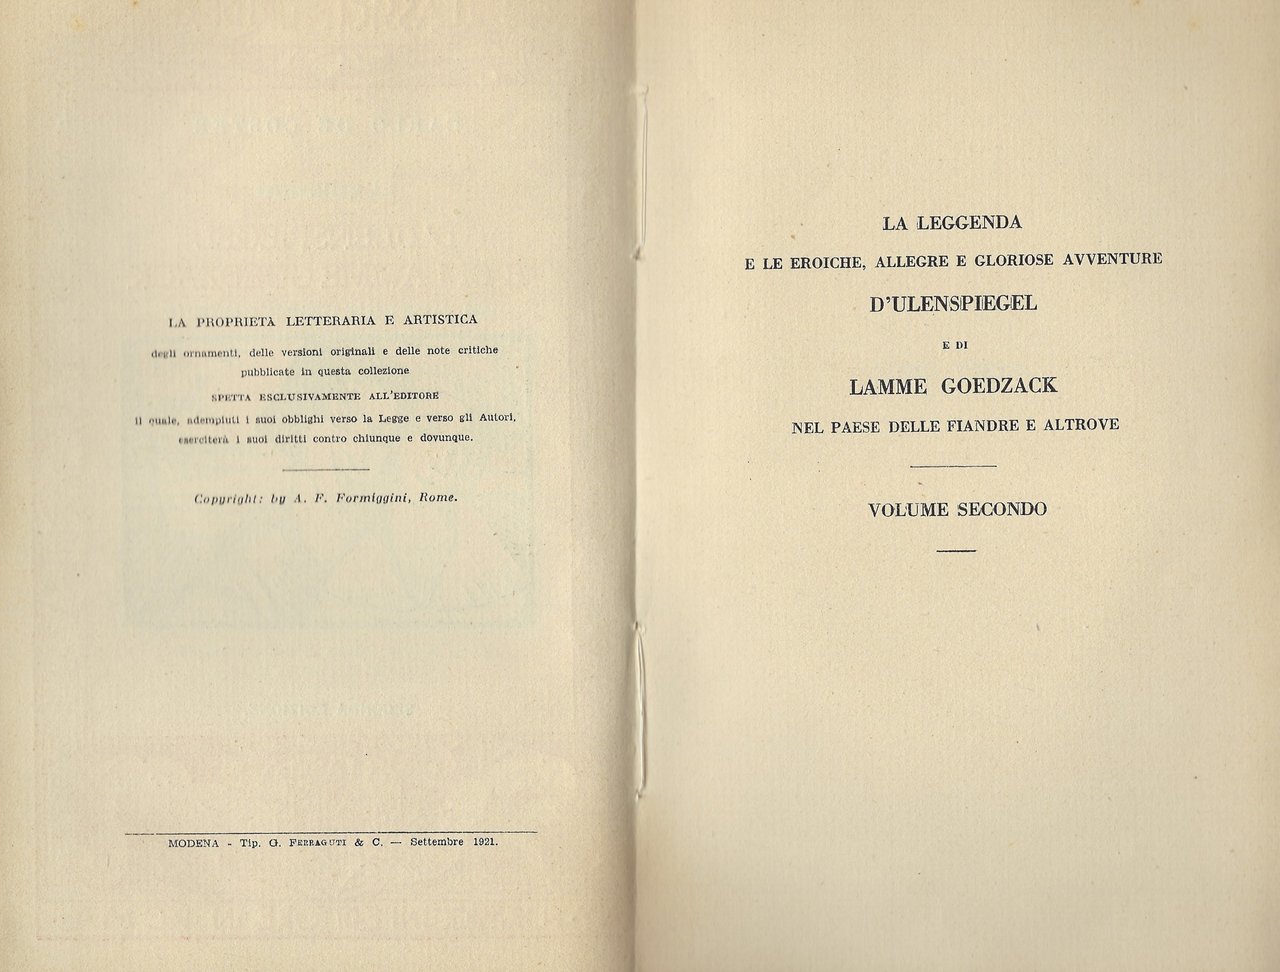 LA PROPRIETÀ LETTERARIA E ARTISTICA
degli ornamenti, delle versioni originali e delle note critiche
pubblicate in questa collezione
SPETTA ESCLUSIVAMENTE ALL'EDITORE
il quale, adempiuti i suoi obblighi verso la Legge e verso gli Autori,
eserciterà i suoi diritti contro chiunque e dovunque.
Copyright: by A. F. Formiggini, Rome.
MODENA - Tip. G. FERRAGUTI & C. — Settembre 1921.
LA LEGGENDA
E LE EROICHE, ALLEGRE E GLORIOSE AVVENTURE
D'ULENSPIEGEL
E DI
LAMME GOEDZACK
NEL PAESE DELLE FIANDRE E ALTROVE
VOLUME SECONDO